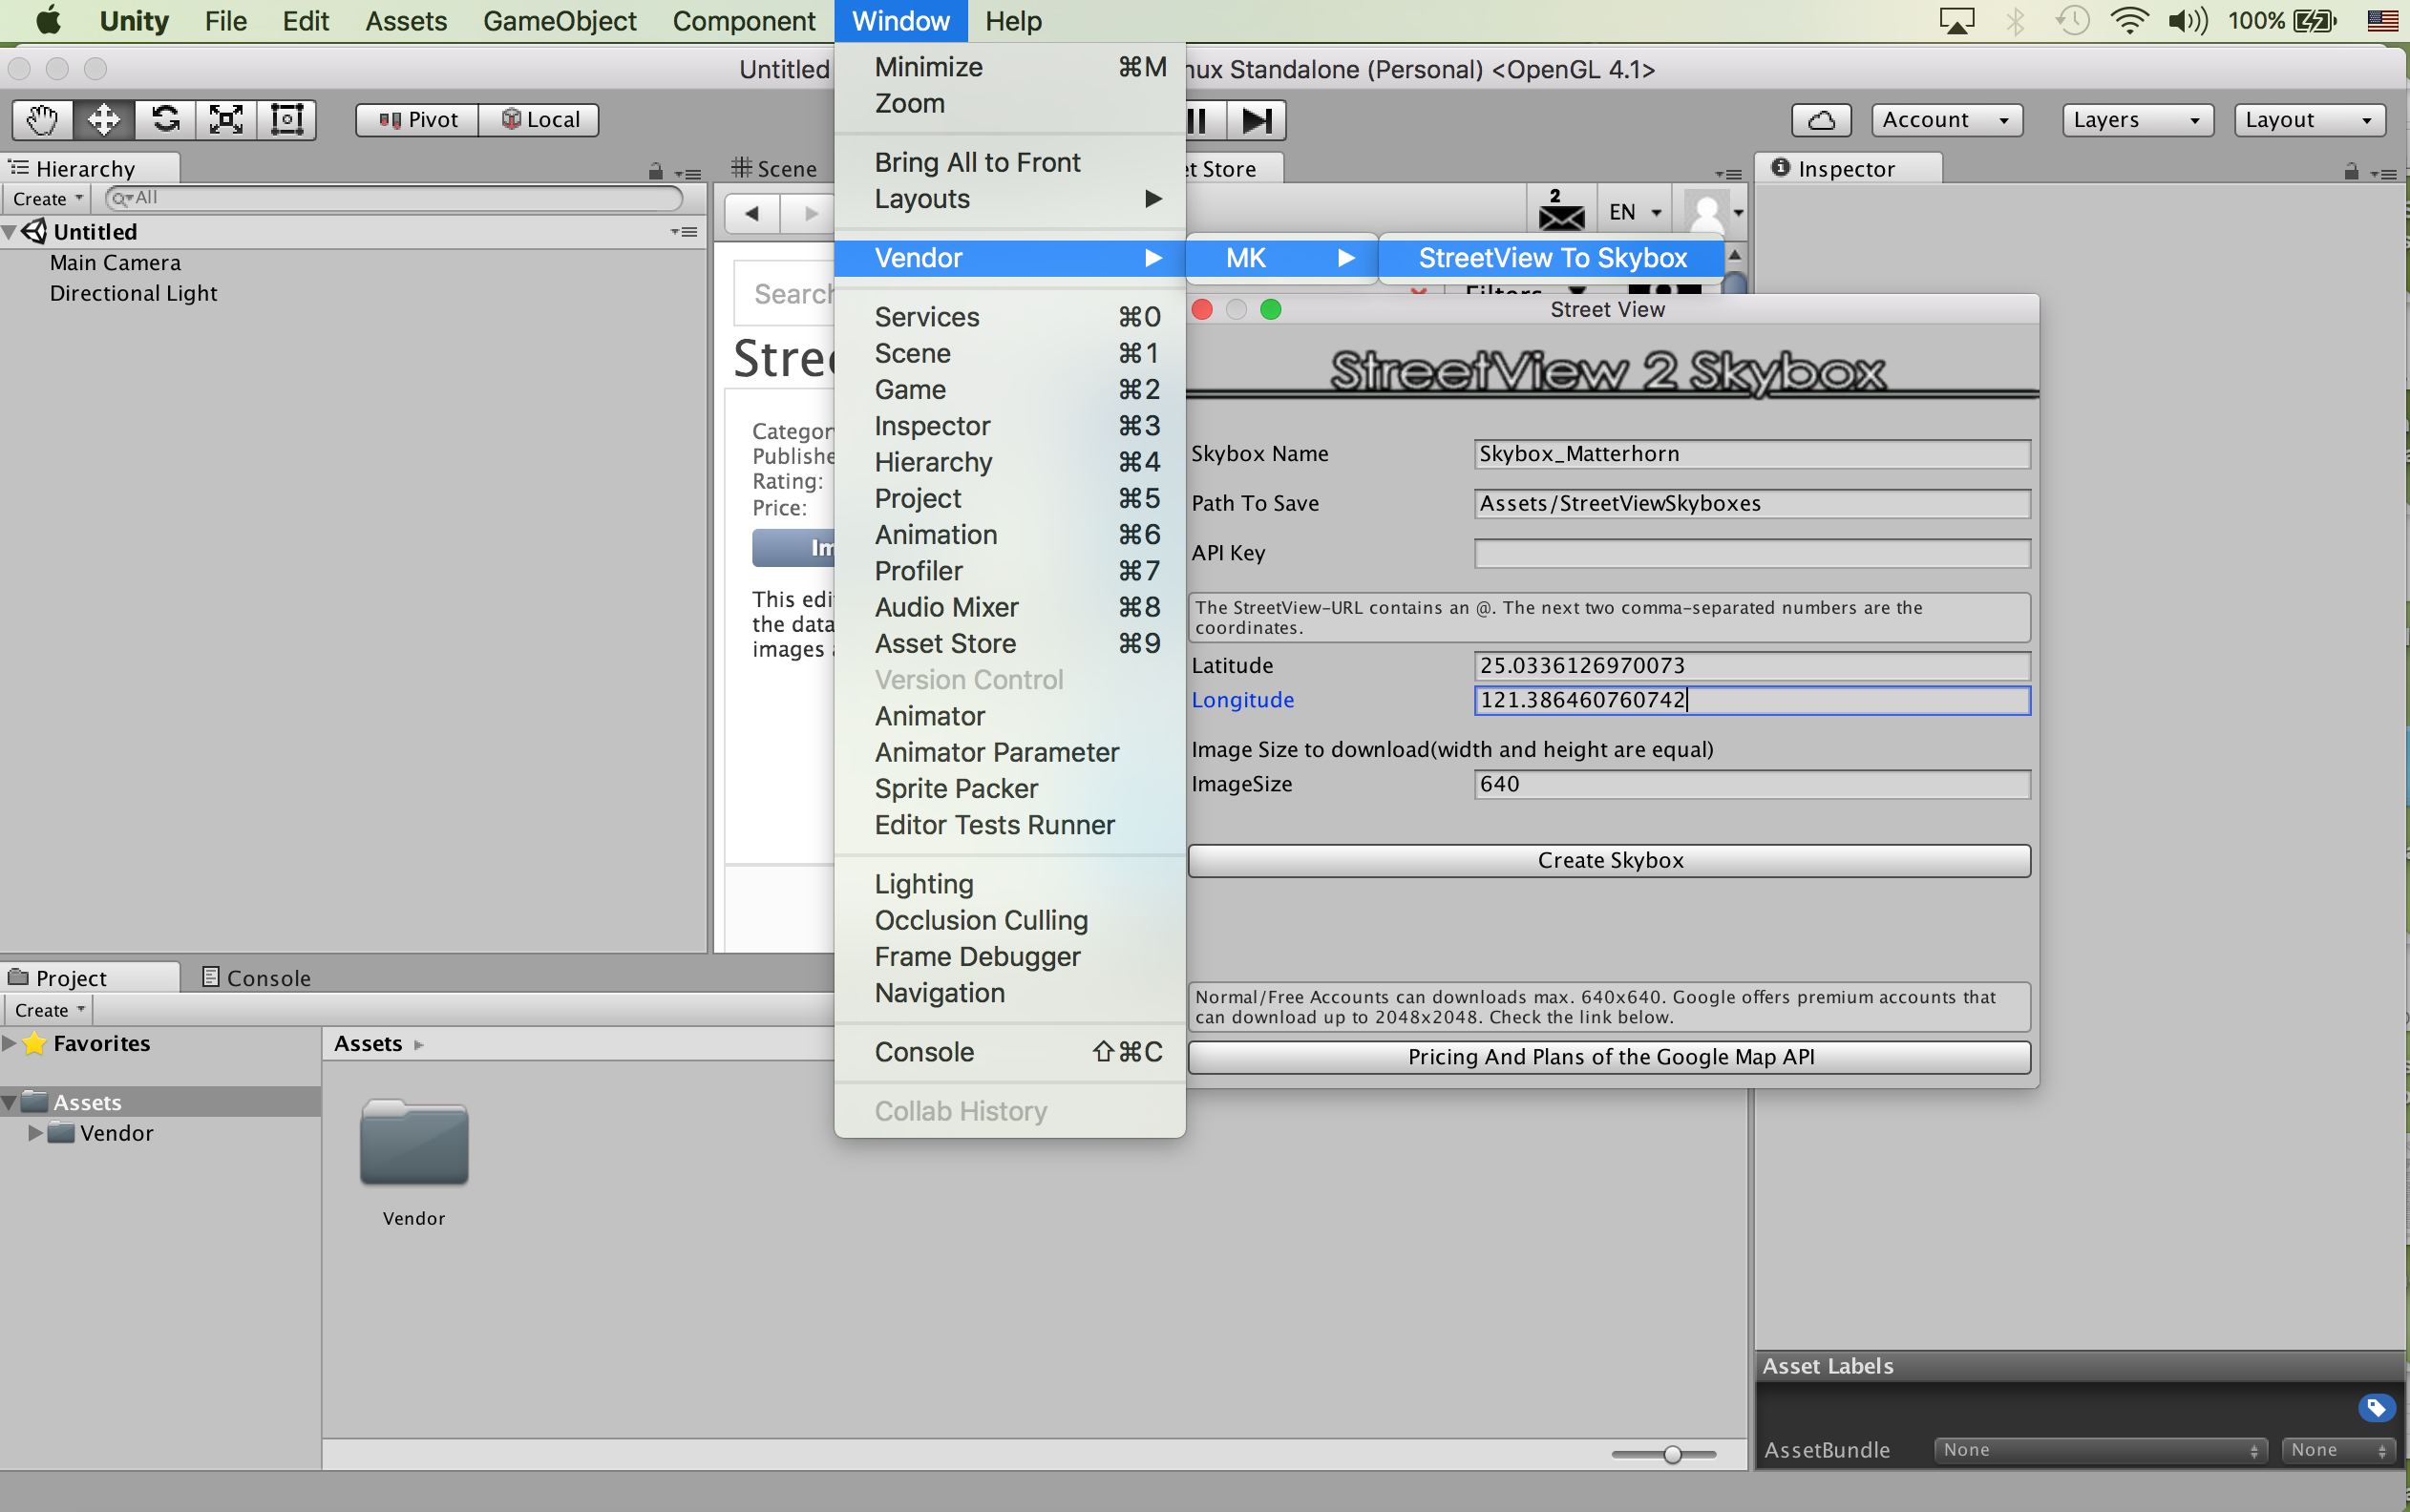 Unity File Edit Assets GameObject Component Window Help 100%
Untitled
nux Standalone (Personal) <OpenGL 4.1>
Pivot Local
Account Layers Layout
Hierarchy
Create All
Untitled
Main Camera
Directional Light
Scene
Store
Inspector
2
EN
Search
Minimize ⌘M
Zoom
Bring All to Front
Layouts
Vendor MK StreetView To Skybox
Services ⌘0
Scene ⌘1
Game ⌘2
Inspector ⌘3
Hierarchy ⌘4
Project ⌘5
Animation ⌘6
Profiler ⌘7
Audio Mixer ⌘8
Asset Store ⌘9
Version Control
Animator
Animator Parameter
Sprite Packer
Editor Tests Runner
Lighting
Occlusion Culling
Frame Debugger
Navigation
Console ⇧⌘C
Collab History
Stree
Categor
Publishe
Rating:
Price:
Im
This edi
the data
images
Filters
Street View
StreetView 2 Skybox
Skybox Name Skybox_Matterhorn
Path To Save Assets/StreetViewSkyboxes
API Key
The StreetView-URL contains an @. The next two comma-separated numbers are the
coordinates.
Latitude 25.0336126970073
Longitude 121.386460760742
Image Size to download(width and height are equal)
ImageSize 640
Create Skybox
Normal/Free Accounts can downloads max. 640x640. Google offers premium accounts that
can download up to 2048x2048. Check the link below.
Pricing And Plans of the Google Map API
Project Console
Create
Favorites
Assets
Vendor
Assets
Vendor
Asset Labels
AssetBundle None None